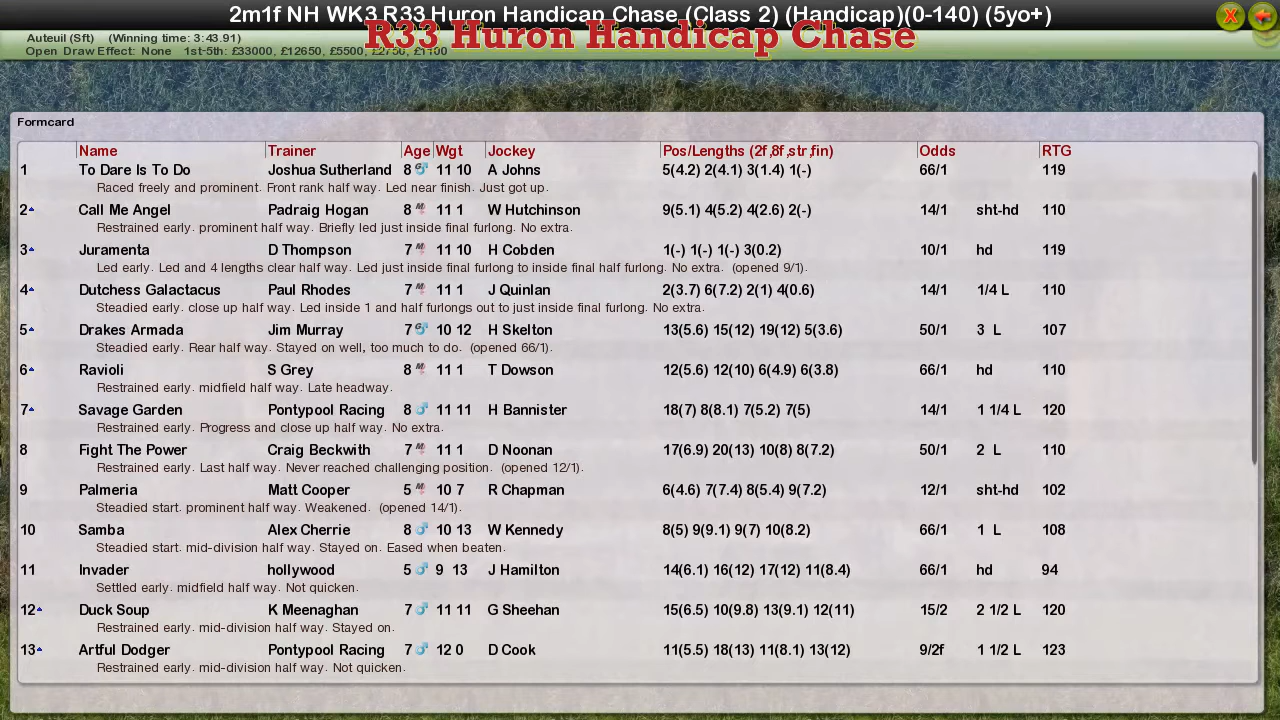 2m1f NH WK3 R33 Huron Handicap Chase (Class 2) (Handicap)(0-140) (5yo+)
R33 Huron Handicap Chase
Auteuil (Sft) (Winning time: 3:43.91)
Open Draw Effect: None 1st-5th: £33000, £12650, £5500, £2750, £1100
Formcard
Name Trainer Age Wgt Jockey Pos/Lengths (2f,8f,str,fin) Odds RTG
1 To Dare Is To Do Joshua Sutherland 8 11 10 A Johns 5(4.2) 2(4.1) 3(1.4) 1(-) 66/1 119
Raced freely and prominent. Front rank half way. Led near finish. Just got up.
2 Call Me Angel Padraig Hogan 8 11 1 W Hutchinson 9(5.1) 4(5.2) 4(2.6) 2(-) 14/1 sht-hd 110
Restrained early. prominent half way. Briefly led just inside final furlong. No extra.
3 Juramenta D Thompson 7 11 10 H Cobden 1(-) 1(-) 1(-) 3(0.2) 10/1 hd 119
Led early. Led and 4 lengths clear half way. Led just inside final furlong to inside final half furlong. No extra. (opened 9/1).
4 Dutchess Galactacus Paul Rhodes 7 11 1 J Quinlan 2(3.7) 6(7.2) 2(1) 4(0.6) 14/1 1/4 L 110
Steadied early. close up half way. Led inside 1 and half furlongs out to just inside final furlong. No extra.
5 Drakes Armada Jim Murray 7 10 12 H Skelton 13(5.6) 15(12) 19(12) 5(3.6) 50/1 3 L 107
Steadied early. Rear half way. Stayed on well, too much to do. (opened 66/1).
6 Ravioli S Grey 8 11 1 T Dowson 12(5.6) 12(10) 6(4.9) 6(3.8) 66/1 hd 110
Restrained early. midfield half way. Late headway.
7 Savage Garden Pontypool Racing 8 11 11 H Bannister 18(7) 8(8.1) 7(5.2) 7(5) 14/1 1 1/4 L 120
Restrained early. Progress and close up half way. No extra.
8 Fight The Power Craig Beckwith 7 11 1 D Noonan 17(6.9) 20(13) 10(8) 8(7.2) 50/1 2 L 110
Restrained early. Last half way. Never reached challenging position. (opened 12/1).
9 Palmeria Matt Cooper 5 10 7 R Chapman 6(4.6) 7(7.4) 8(5.4) 9(7.2) 12/1 sht-hd 102
Steadied start. prominent half way. Weakened. (opened 14/1).
10 Samba Alex Cherrie 8 10 13 W Kennedy 8(5) 9(9.1) 9(7) 10(8.2) 66/1 1 L 108
Steadied start. mid-division half way. Stayed on. Eased when beaten.
11 Invader hollywood 5 9 13 J Hamilton 14(6.1) 16(12) 17(12) 11(8.4) 66/1 hd 94
Settled early. midfield half way. Not quicken.
12 Duck Soup K Meenaghan 7 11 11 G Sheehan 15(6.5) 10(9.8) 13(9.1) 12(11) 15/2 2 1/2 L 120
Restrained early. mid-division half way. Stayed on.
13 Artful Dodger Pontypool Racing 7 12 0 D Cook 11(5.5) 18(13) 11(8.1) 13(12) 9/2f 1 1/2 L 123
Restrained early. mid-division half way. Not quicken.